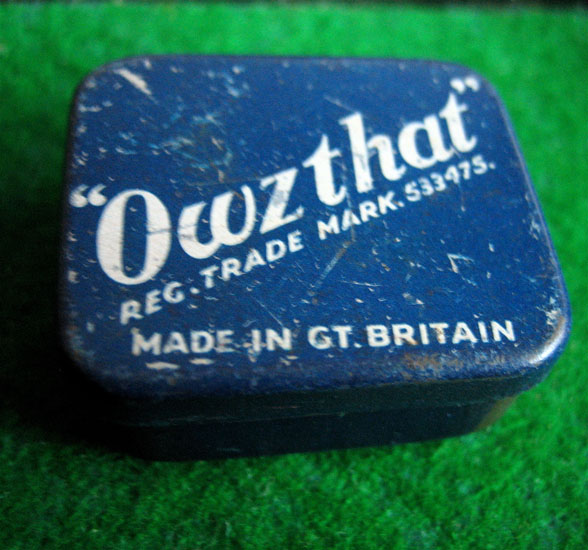 "Owzthat"
REG. TRADE MARK. 533475.
MADE IN GT. BRITAIN